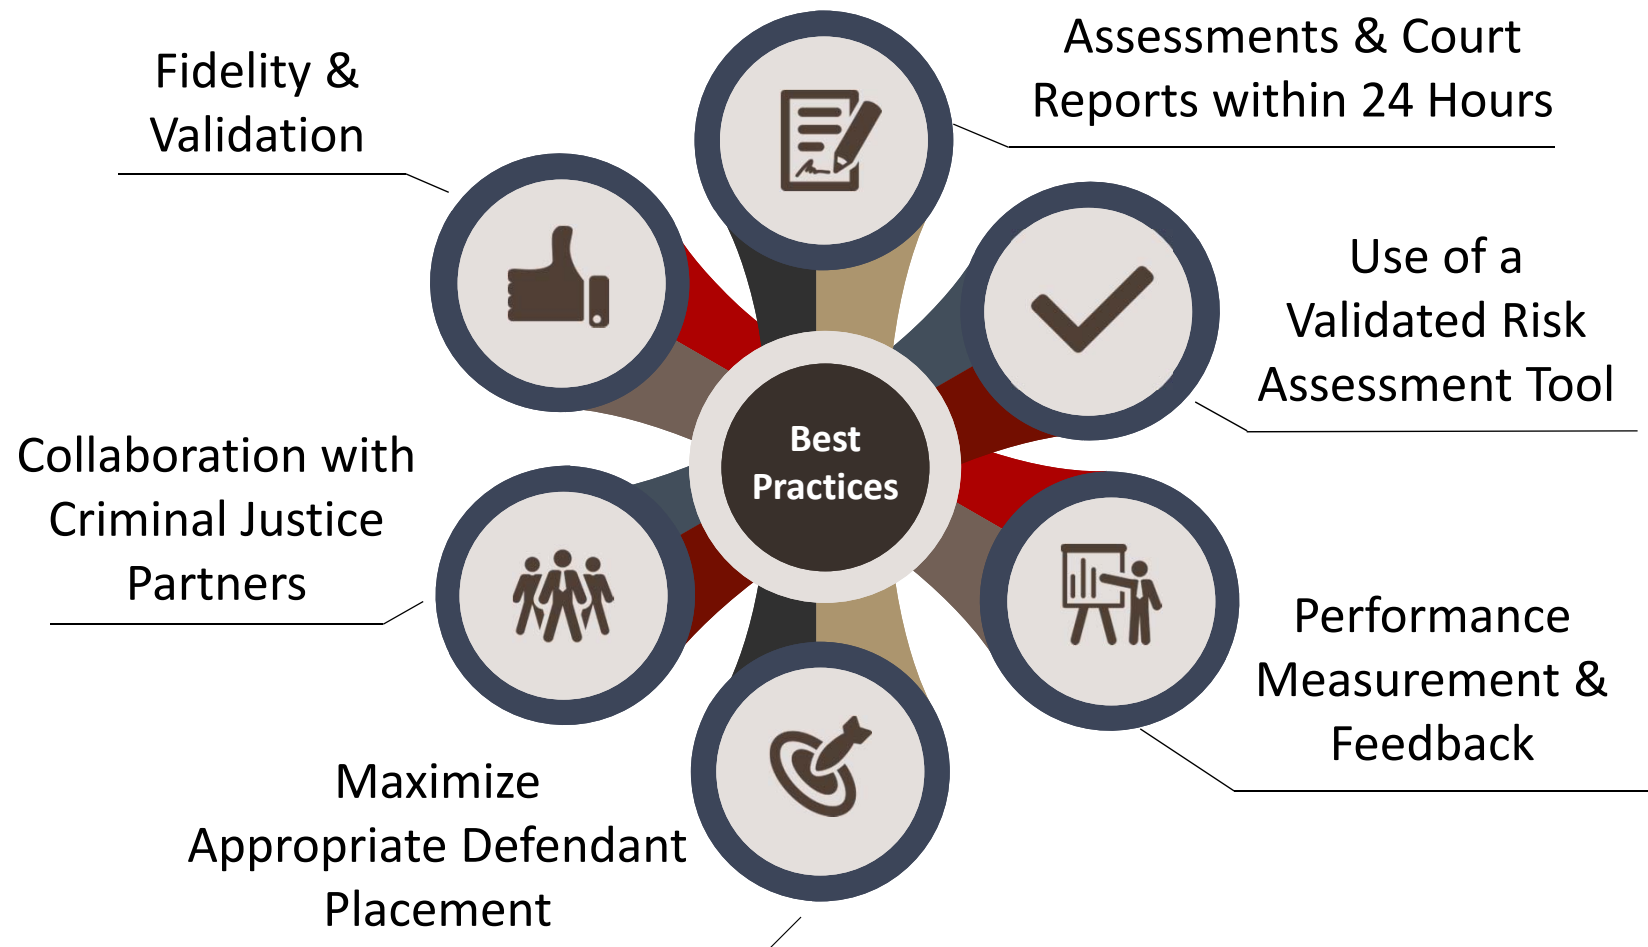 Fidelity &
Validation
Assessments & Court
Reports within 24 Hours
Use of a
Validated Risk
Assessment Tool
Best
Practices
Collaboration with
Criminal Justice
Partners
Performance
Measurement &
Feedback
Maximize
Appropriate Defendant
Placement